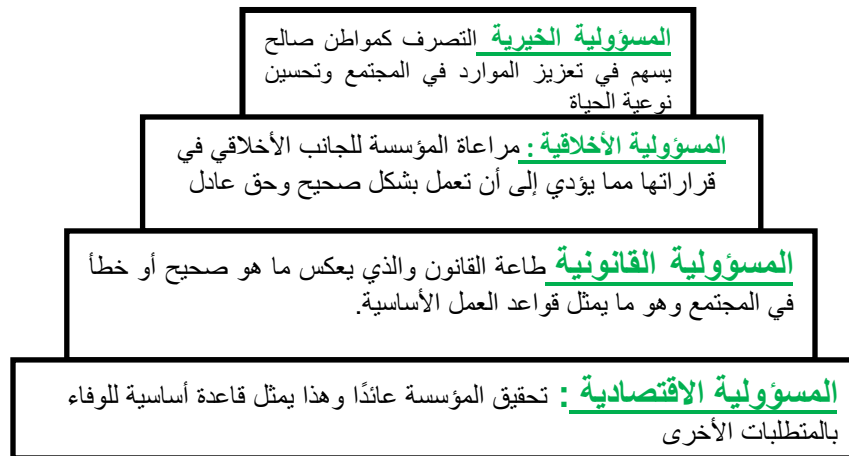 المسؤولية الخيرية التصرف كمواطن صالح
يسهم في تعزيز الموارد في المجتمع وتحسين
نوعية الحياة
المسؤولية الأخلاقية : مراعاة المؤسسة للجانب الأخلاقي في
قراراتها مما يؤدي إلى أن تعمل بشكل صحيح وحق عادل
المسؤولية القانونية طاعة القانون والذي يعكس ما هو صحيح أو خطأ
في المجتمع وهو ما يمثل قواعد العمل الأساسية.
المسؤولية الاقتصادية : تحقيق المؤسسة عائدًا وهذا يمثل قاعدة أساسية للوفاء
بالمتطلبات الأخرى